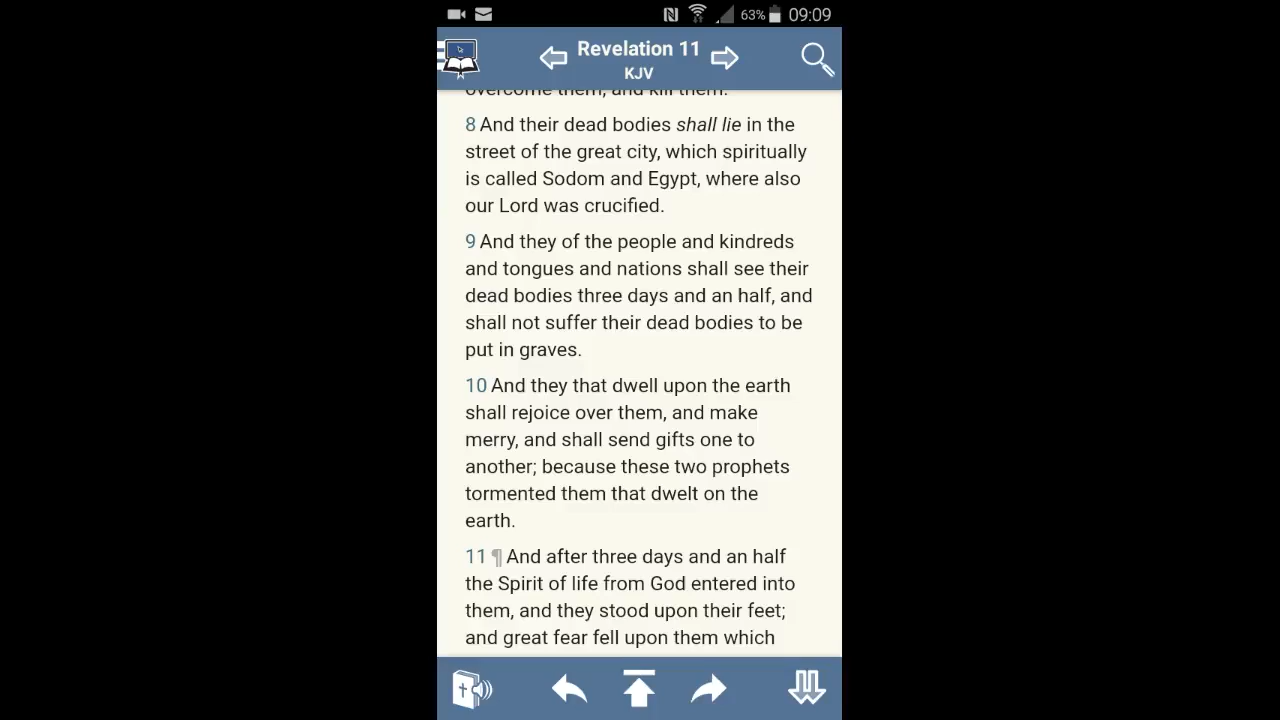 63% 09:09
Revelation 11
KJV
overcome them, and kill them.
8 And their dead bodies shall lie in the
street of the great city, which spiritually
is called Sodom and Egypt, where also
our Lord was crucified.
9 And they of the people and kindreds
and tongues and nations shall see their
dead bodies three days and an half, and
shall not suffer their dead bodies to be
put in graves.
10 And they that dwell upon the earth
shall rejoice over them, and make
merry, and shall send gifts one to
another; because these two prophets
tormented them that dwelt on the
earth.
11 ¶ And after three days and an half
the Spirit of life from God entered into
them, and they stood upon their feet;
and great fear fell upon them which